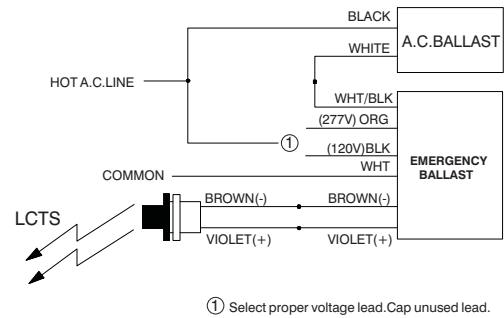 BLACK
A.C.BALLAST
WHITE
HOT A.C.LINE
WHT/BLK
(277V) ORG
1
(120V)BLK
WHT
EMERGENCY
BALLAST
COMMON
BROWN(-)
BROWN(-)
LCTS
VIOLET(+)
VIOLET(+)
1 Select proper voltage lead.Cap unused lead.